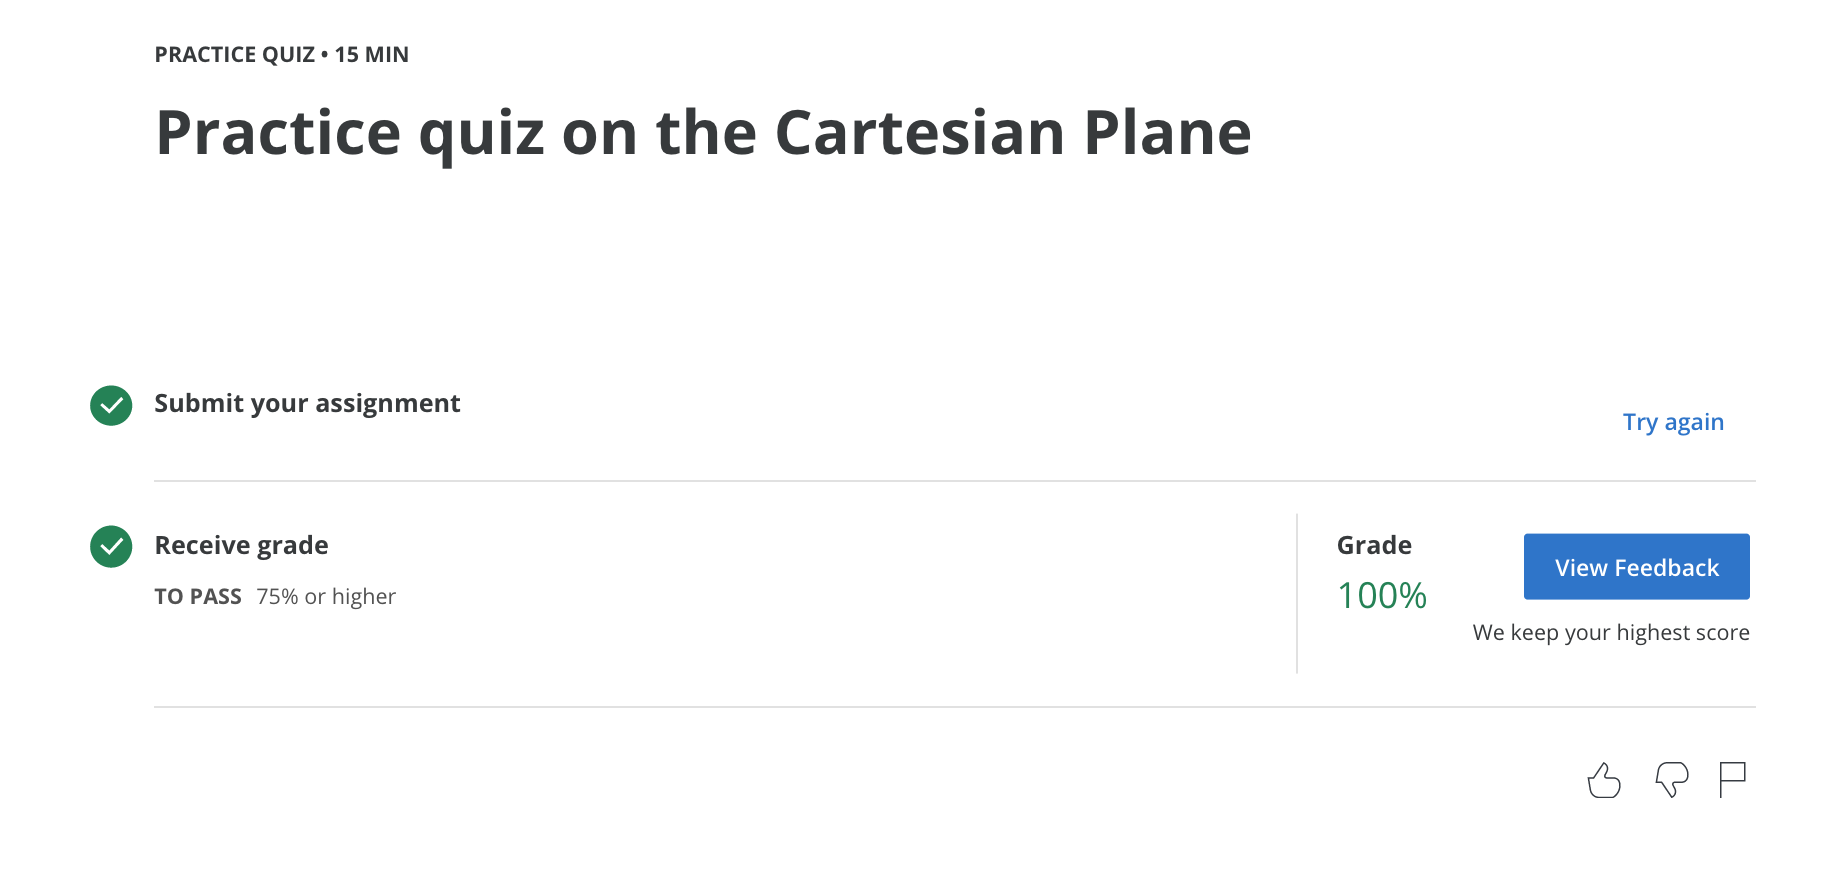 PRACTICE QUIZ • 15 MIN
Practice quiz on the Cartesian Plane
Submit your assignment
Try again
Receive grade
TO PASS 75% or higher
Grade
100%
View Feedback
We keep your highest score